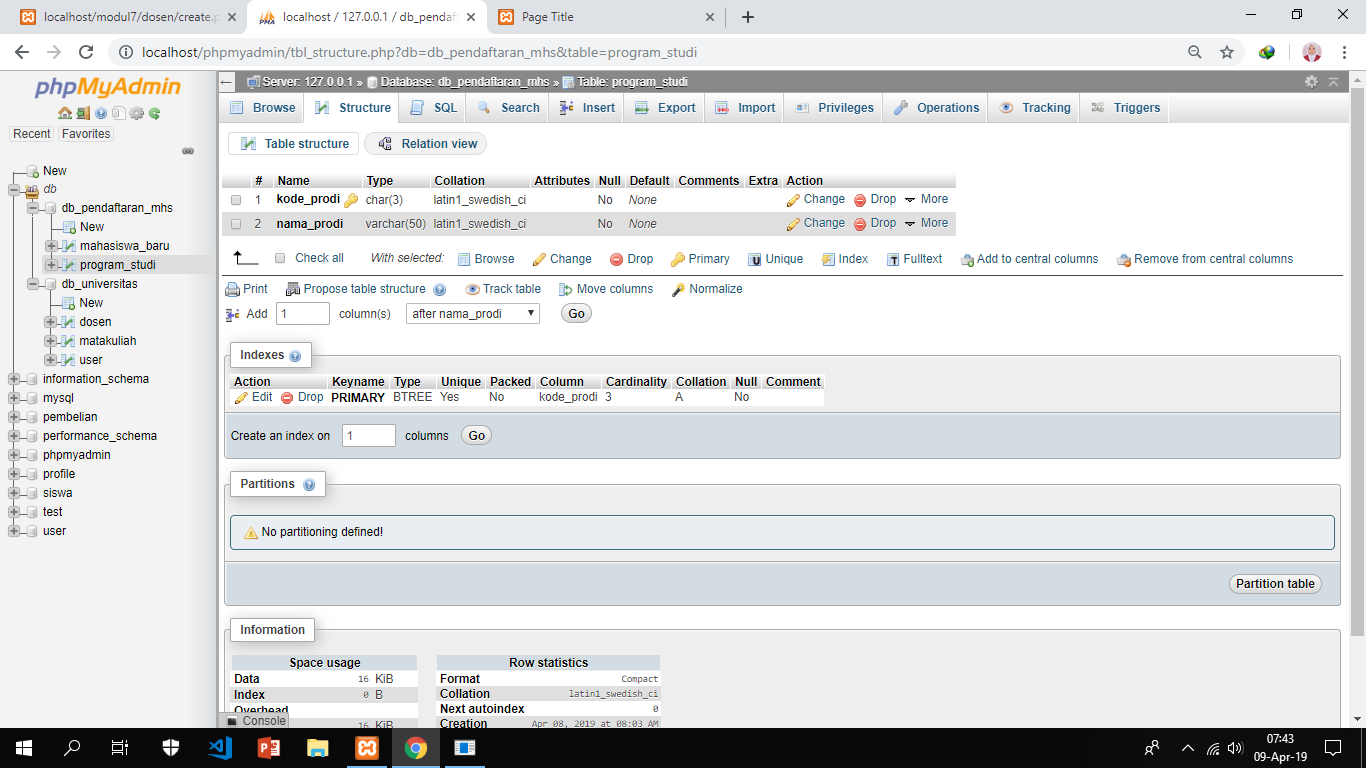 localhost/modul7/dosen/create.p
localhost / 127.0.0.1 / db_pendaft
Page Title
localhost/phpmyadmin/tbl_structure.php?db=db_pendaftaran_mhs&table=program_studi
phpMyAdmin
Recent Favorites
New
db
db_pendaftaran_mhs
New
mahasiswa_baru
program_studi
db_universitas
New
dosen
matakuliah
user
information_schema
mysql
pembelian
performance_schema
phpmyadmin
profile
siswa
test
user
Server: 127.0.0.1 » Database: db_pendaftaran_mhs » Table: program_studi
Browse Structure SQL Search Insert Export Import Privileges Operations Tracking Triggers
Table structure Relation view
# Name Type Collation Attributes Null Default Comments Extra Action
1 kode_prodi char(3) latin1_swedish_ci No None Change Drop More
2 nama_prodi varchar(50) latin1_swedish_ci No None Change Drop More
Check all With selected: Browse Change Drop Primary Unique Index Fulltext Add to central columns Remove from central columns
Print Propose table structure Track table Move columns Normalize
Add 1 column(s) after nama_prodi Go
Indexes
Action Keyname Type Unique Packed Column Cardinality Collation Null Comment
Edit Drop PRIMARY BTREE Yes No kode_prodi 3 A No
Create an index on 1 columns Go
Partitions
No partitioning defined!
Partition table
Information
Space usage
Data 16 KiB
Index 0 B
Overhead
16 KiB
Row statistics
Format Compact
Collation latin1_swedish_ci
Next autoindex 0
Creation Apr 08, 2019 at 08:03 AM
Console
07:43
09-Apr-19